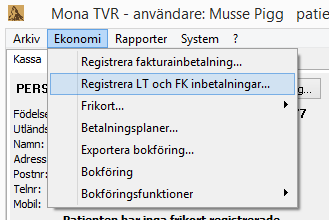 Mona TVR - användare: Musse Pigg patie
Arkiv Ekonomi Rapporter System ?
Kassa
Registrera fakturainbetalning...
Registrera LT och FK inbetalningar...
PERS
Frikort...
Födelse
Utländs
Betalningsplaner...
Namn:
Exportera bokföring...
Adress
Postnr:
Bokföring
Telnr:
Bokföringsfunktioner
Mobil
Patienten har inga frikort registrerade